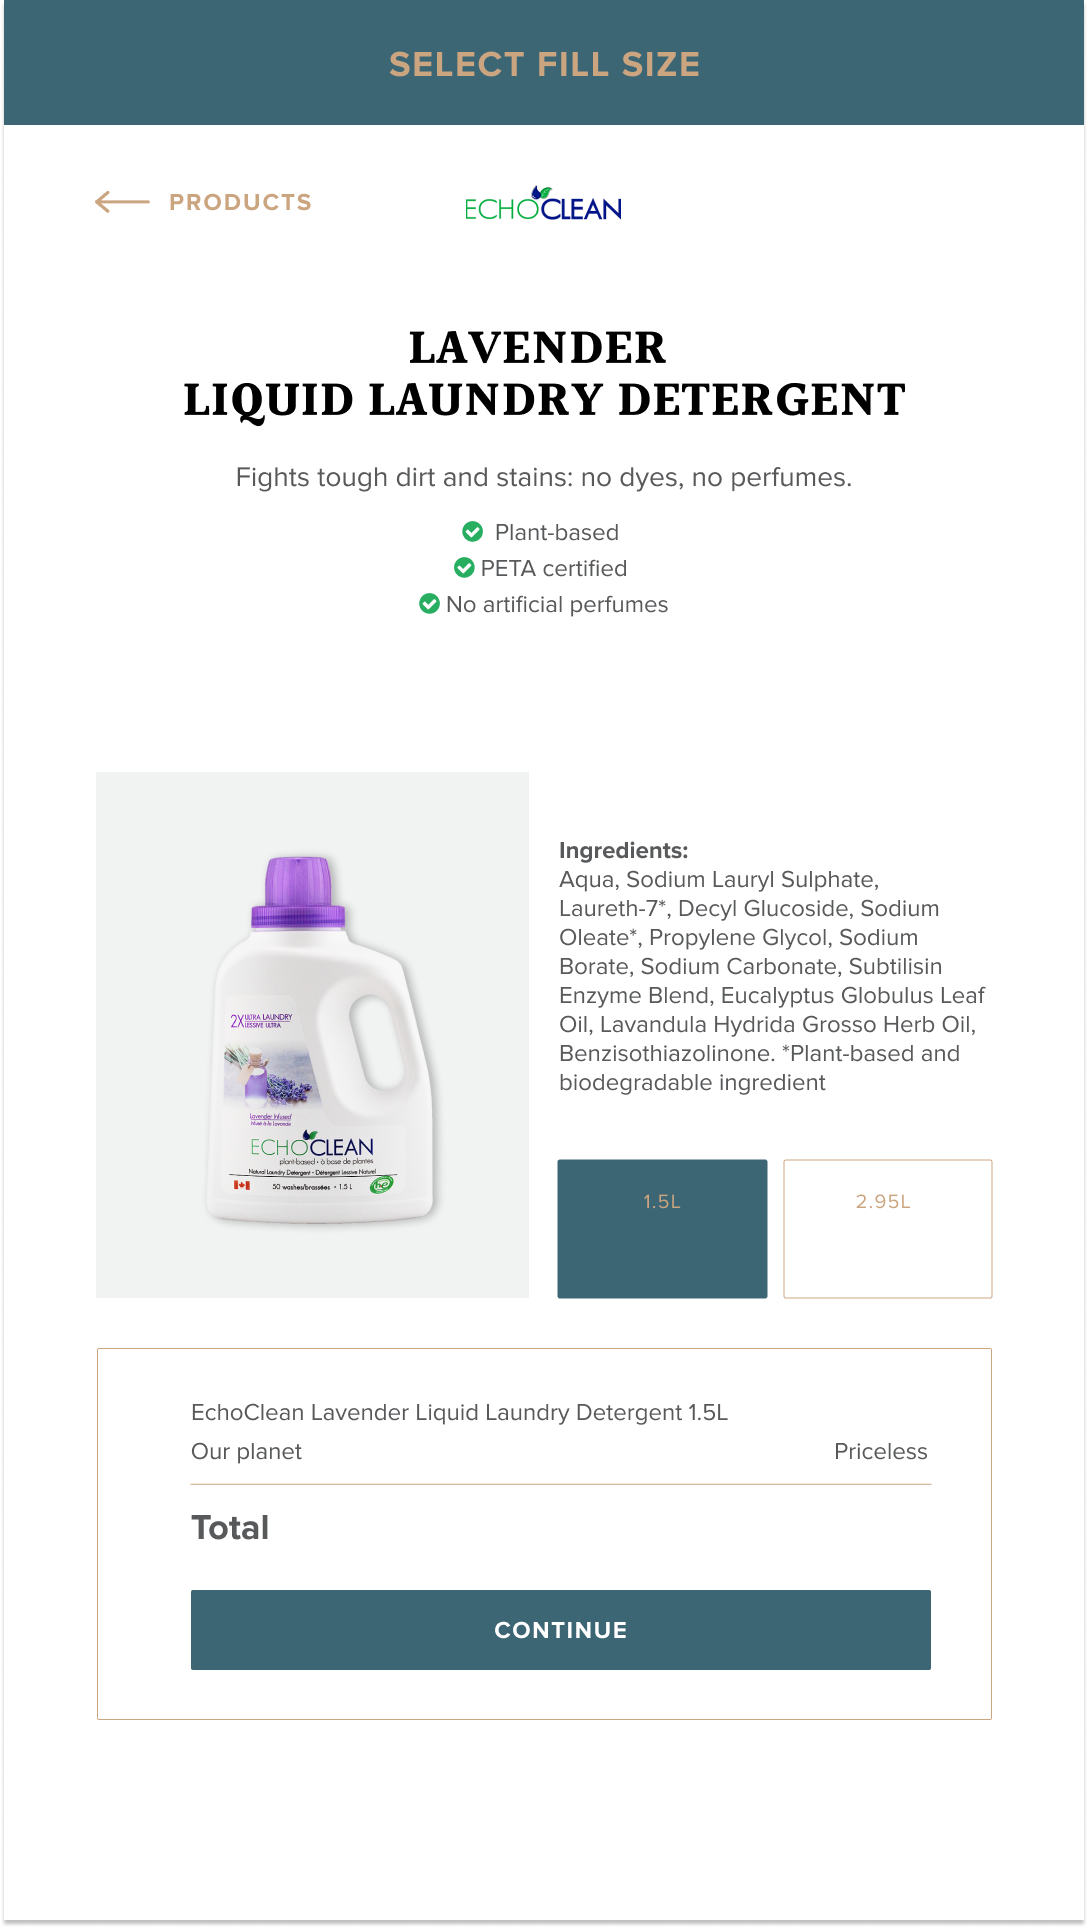 SELECT FILL SIZE
PRODUCTS
ECHOCLEAN
LAVENDER
LIQUID LAUNDRY DETERGENT
Fights tough dirt and stains: no dyes, no perfumes.
Plant-based
PETA certified
No artificial perfumes
2X ULTRA LAUNDRY
LESSIVE ULTRA
Lavender Infused
Infusé à la lavande
ECHOCLEAN
plant-based • à base de plantes
Natural Laundry Detergent • Détergent Lessive Naturel
50 washes/brassées • 1.5 L
he
Ingredients:
Aqua, Sodium Lauryl Sulphate,
Laureth-7*, Decyl Glucoside, Sodium
Oleate*, Propylene Glycol, Sodium
Borate, Sodium Carbonate, Subtilisin
Enzyme Blend, Eucalyptus Globulus Leaf
Oil, Lavandula Hydrida Grosso Herb Oil,
Benzisothiazolinone. *Plant-based and
biodegradable ingredient
1.5L
2.95L
EchoClean Lavender Liquid Laundry Detergent 1.5L
Our planet Priceless
Total
CONTINUE